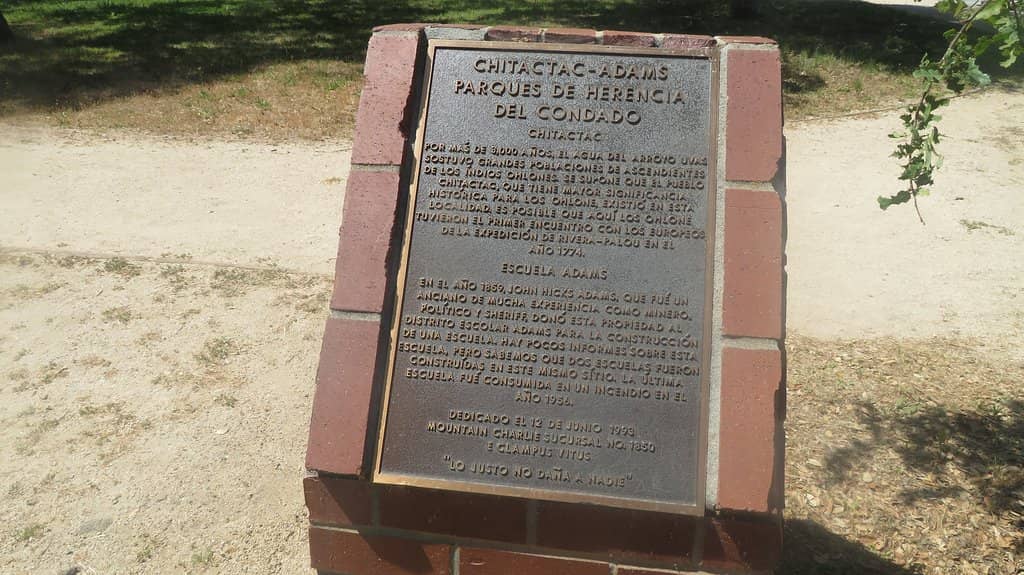 CHITACTAC-ADAMS
PARQUES DE HERENCIA
DEL CONDADO
CHITACTAC
POR MAS DE 3,000 AÑOS, EL AGUA DEL ARROYO UVAS
SOSTUVO GRANDES POBLACIONES DE ASCENDIENTES
DE LOS INDIOS OHLONES. SE SUPONE QUE EL PUEBLO
CHITACTAC, QUE TIENE MAYOR SIGNIFICANCIA
HISTÓRICA PARA LOS OHLONE, EXISTIÓ EN ESTA
LOCALIDAD, ES POSIBLE QUE AQUÍ LOS OHLONE
TUVIERON EL PRIMER ENCUENTRO CON LOS EUROPEOS
DE LA EXPEDICIÓN DE RIVERA-PALOU EN EL
AÑO 1774.
ESCUELA ADAMS
EN EL AÑO 1859, JOHN HICKS ADAMS, QUE FUÉ UN
ANCIANO DE MUCHA EXPERIENCIA COMO MINERO,
POLÍTICO Y SHERIFF, DONÓ ESTA PROPIEDAD AL
DISTRITO ESCOLAR ADAMS PARA LA CONSTRUCCIÓN
DE UNA ESCUELA. HAY POCOS INFORMES SOBRE ESTA
ESCUELA, PERO SABEMOS QUE DOS ESCUELAS FUERON
CONSTRUÍDAS EN ESTE MISMO SITIO. LA ÚLTIMA
ESCUELA FUÉ CONSUMIDA EN UN INCENDIO EN EL
AÑO 1956.
DEDICADO EL 12 DE JUNIO 1993
MOUNTAIN CHARLIE SUCURSAL NO. 1850
E CLAMPUS VITUS
"LO JUSTO NO DAÑA A NADIE"